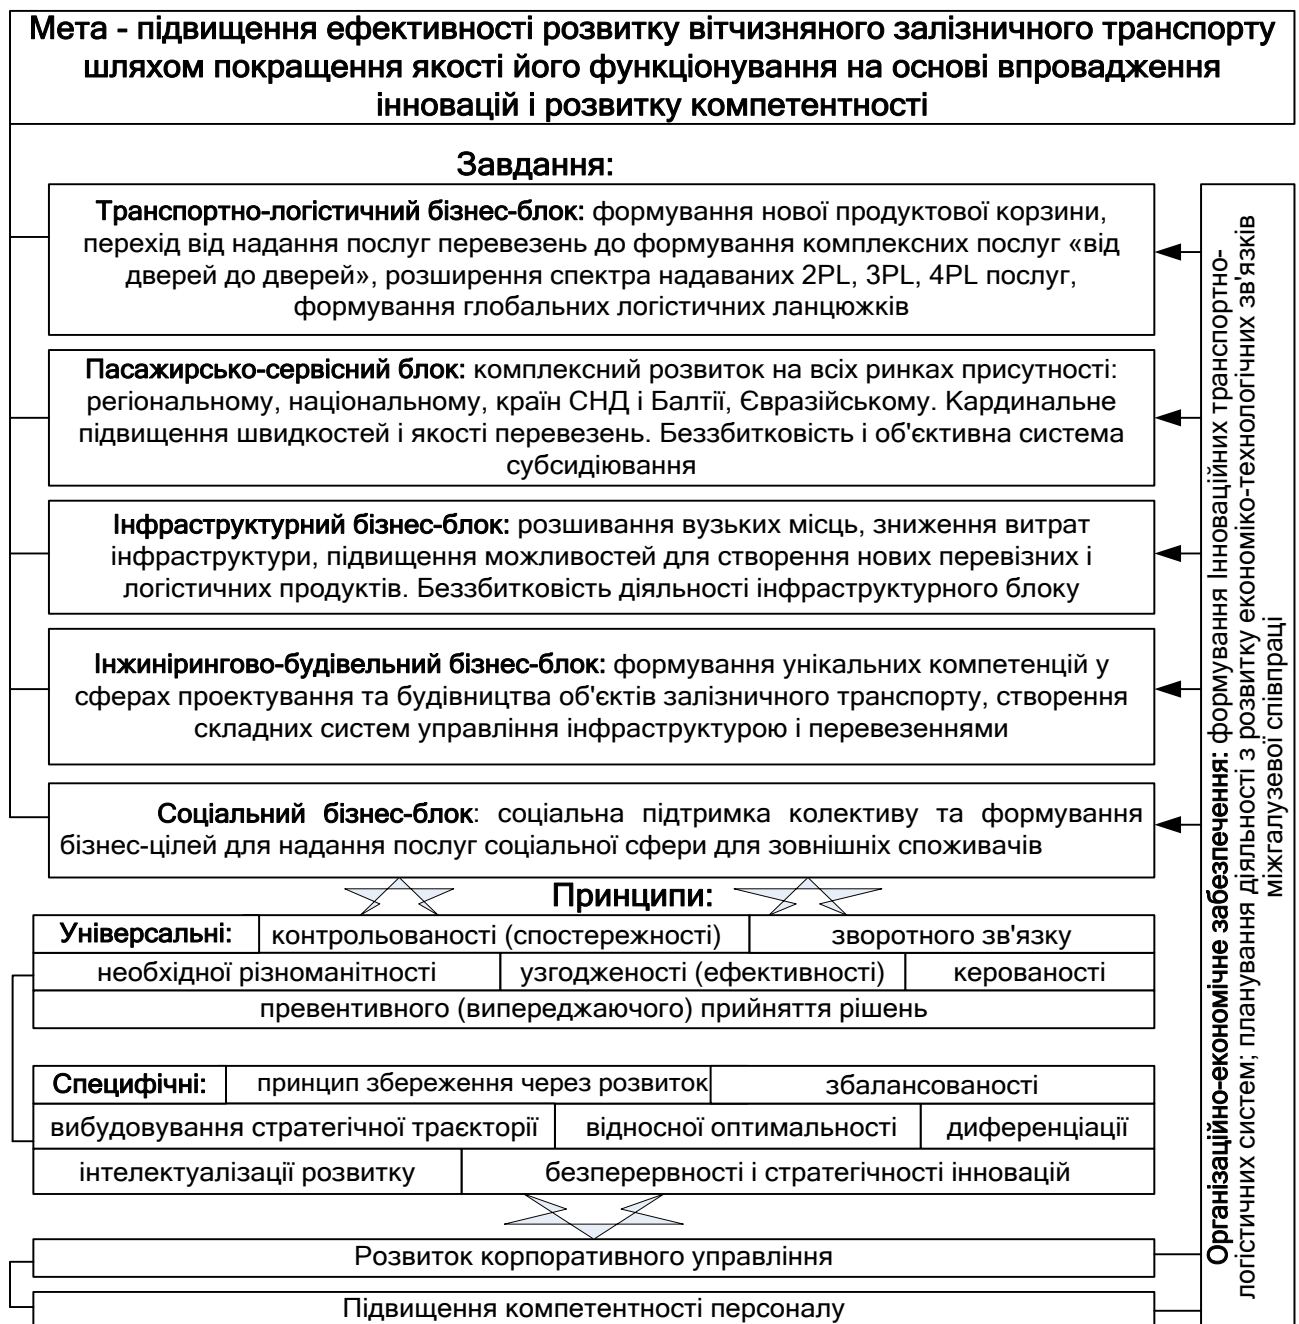 Мета - підвищення ефективності розвитку вітчизняного залізничного транспорту
шляхом покращення якості його функціонування на основі впровадження
інновацій і розвитку компетентності
Завдання:
Транспортно-логістичний бізнес-блок: формування нової продуктової корзини,
перехід від надання послуг перевезень до формування комплексних послуг «від
дверей до дверей», розширення спектра надаваних 2PL, 3PL, 4PL послуг,
формування глобальних логістичних ланцюжків
Пасажирсько-сервісний блок: комплексний розвиток на всіх ринках присутності:
регіональному, національному, країн СНД і Балтії, Євразійському. Кардинальне
підвищення швидкостей і якості перевезень. Беззбитковість і об'єктивна система
субсидіювання
Інфраструктурний бізнес-блок: розшивання вузьких місць, зниження витрат
інфраструктури, підвищення можливостей для створення нових перевізних і
логістичних продуктів. Беззбитковість діяльності інфраструктурного блоку
Інжинірингово-будівельний бізнес-блок: формування унікальних компетенцій у
сферах проектування та будівництва об'єктів залізничного транспорту, створення
складних систем управління інфраструктурою і перевезеннями
Соціальний бізнес-блок: соціальна підтримка колективу та формування
бізнес-цілей для надання послуг соціальної сфери для зовнішніх споживачів
Принципи:
Універсальні: контрольованості (спостережності) зворотного зв'язку
необхідної різноманітності узгодженості (ефективності) керованості
превентивного (випереджаючого) прийняття рішень
Специфічні: принцип збереження через розвиток збалансованості
вибудовування стратегічної траєкторії відносної оптимальності диференціації
інтелектуалізації розвитку безперервності і стратегічності інновацій
Розвиток корпоративного управління
Підвищення компетентності персоналу
Організаційно-економічне забезпечення: формування Інноваційних транспортно-
логістичних систем; планування діяльності з розвитку економіко-технологічних зв'язків
міжгалузевої співпраці